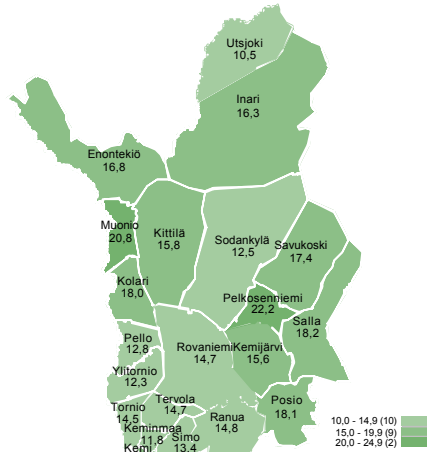 Utsjoki
10,5
Inari
16,3
Enontekiö
16,8
Muonio
20,8
Kittilä
15,8
Sodankylä
12,5
Savukoski
17,4
Kolari
18,0
Pelkosenniemi
22,2
Salla
18,2
Pello
12,8
Rovaniemi
14,7
Kemijärvi
15,6
Ylitornio
12,3
Tervola
14,7
Tornio
14,5
Ranua
14,8
Posio
18,1
Keminmaa
11,8
Simo
13,4
Kemi
10,0 - 14,9 (10)
15,0 - 19,9 (9)
20,0 - 24,9 (2)